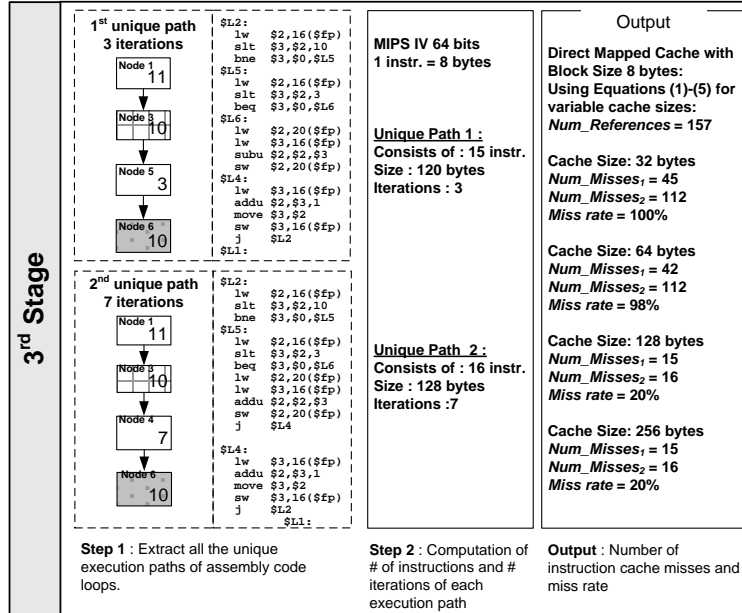 3rd Stage
1st unique path
3 iterations
Node 1
11
Node 3
10
Node 5
3
Node 6
10
2nd unique path
7 iterations
Node 1
11
Node 3
10
Node 4
7
Node 6
10
$L2:
lw $2,16($fp)
slt $3,$2,10
bne $3,$0,$L5
$L5:
lw $2,16($fp)
slt $3,$2,3
beq $3,$0,$L6
$L6:
lw $2,20($fp)
lw $3,16($fp)
subu $2,$2,$3
sw $2,20($fp)
$L4:
lw $3,16($fp)
addu $2,$3,1
move $3,$2
sw $3,16($fp)
j $L2
$L1:
$L2:
lw $2,16($fp)
slt $3,$2,10
bne $3,$0,$L5
$L5:
lw $2,16($fp)
slt $3,$2,3
beq $3,$0,$L6
lw $2,20($fp)
lw $3,16($fp)
addu $2,$2,$3
sw $2,20($fp)
j $L4
$L4:
lw $3,16($fp)
addu $2,$3,1
move $3,$2
sw $3,16($fp)
j $L2
$L1:
Step 1 : Extract all the unique
execution paths of assembly code
loops.
MIPS IV 64 bits
1 instr. = 8 bytes
Unique Path 1 :
Consists of : 15 instr.
Size : 120 bytes
Iterations : 3
Unique Path 2 :
Consists of : 16 instr.
Size : 128 bytes
Iterations :7
Step 2 : Computation of
# of instructions and #
iterations of each
execution path
Output
Direct Mapped Cache with
Block Size 8 bytes:
Using Equations (1)-(5) for
variable cache sizes:
Num_References = 157
Cache Size: 32 bytes
Num_Misses1 = 45
Num_Misses2 = 112
Miss rate = 100%
Cache Size: 64 bytes
Num_Misses1 = 42
Num_Misses2 = 112
Miss rate = 98%
Cache Size: 128 bytes
Num_Misses1 = 15
Num_Misses2 = 16
Miss rate = 20%
Cache Size: 256 bytes
Num_Misses1 = 15
Num_Misses2 = 16
Miss rate = 20%
Output : Number of
instruction cache misses and
miss rate